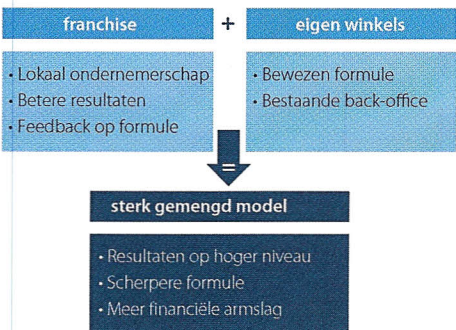 franchise + eigen winkels
• Lokaal ondernemerschap
• Betere resultaten
• Feedback op formule
• Bewezen formule
• Bestaande back-office
=
sterk gemengd model
• Resultaten op hoger niveau
• Scherpere formule
• Meer financiële armslag